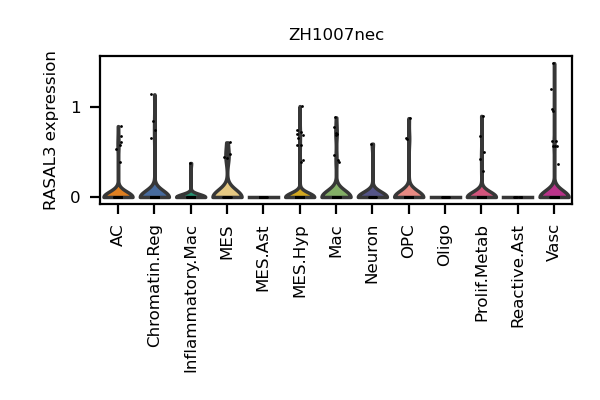 ZH1007nec
RASAL3 expression
1
0
AC
Chromatin.Reg
Inflammatory.Mac
MES
MES.Ast
MES.Hyp
Mac
Neuron
OPC
Oligo
Prolif.Metab
Reactive.Ast
Vasc